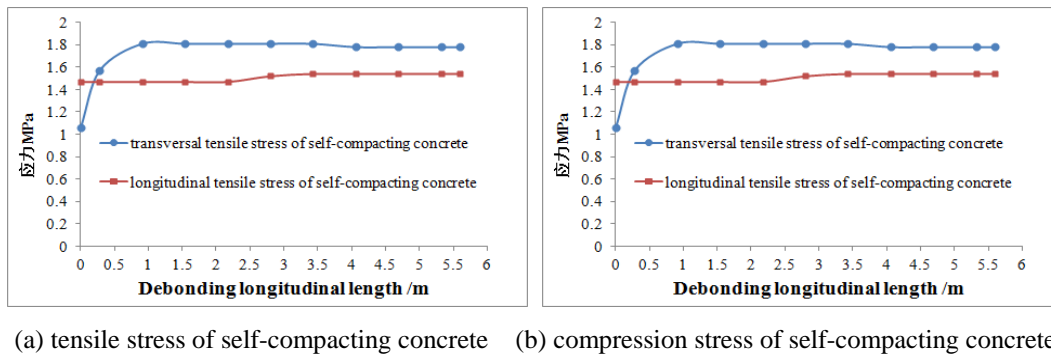 2
1.8
1.6
1.4
1.2
1
0.8
0.6
0.4
0.2
0
应力MPa
transversal tensile stress of self-compacting concrete
longitudinal tensile stress of self-compacting concrete
0 0.5 1 1.5 2 2.5 3 3.5 4 4.5 5 5.5 6
Debonding longitudinal length /m
(a) tensile stress of self-compacting concrete
2
1.8
1.6
1.4
1.2
1
0.8
0.6
0.4
0.2
0
应力MPa
transversal tensile stress of self-compacting concrete
longitudinal tensile stress of self-compacting concrete
0 0.5 1 1.5 2 2.5 3 3.5 4 4.5 5 5.5 6
Debonding longitudinal length /m
(b) compression stress of self-compacting concrete